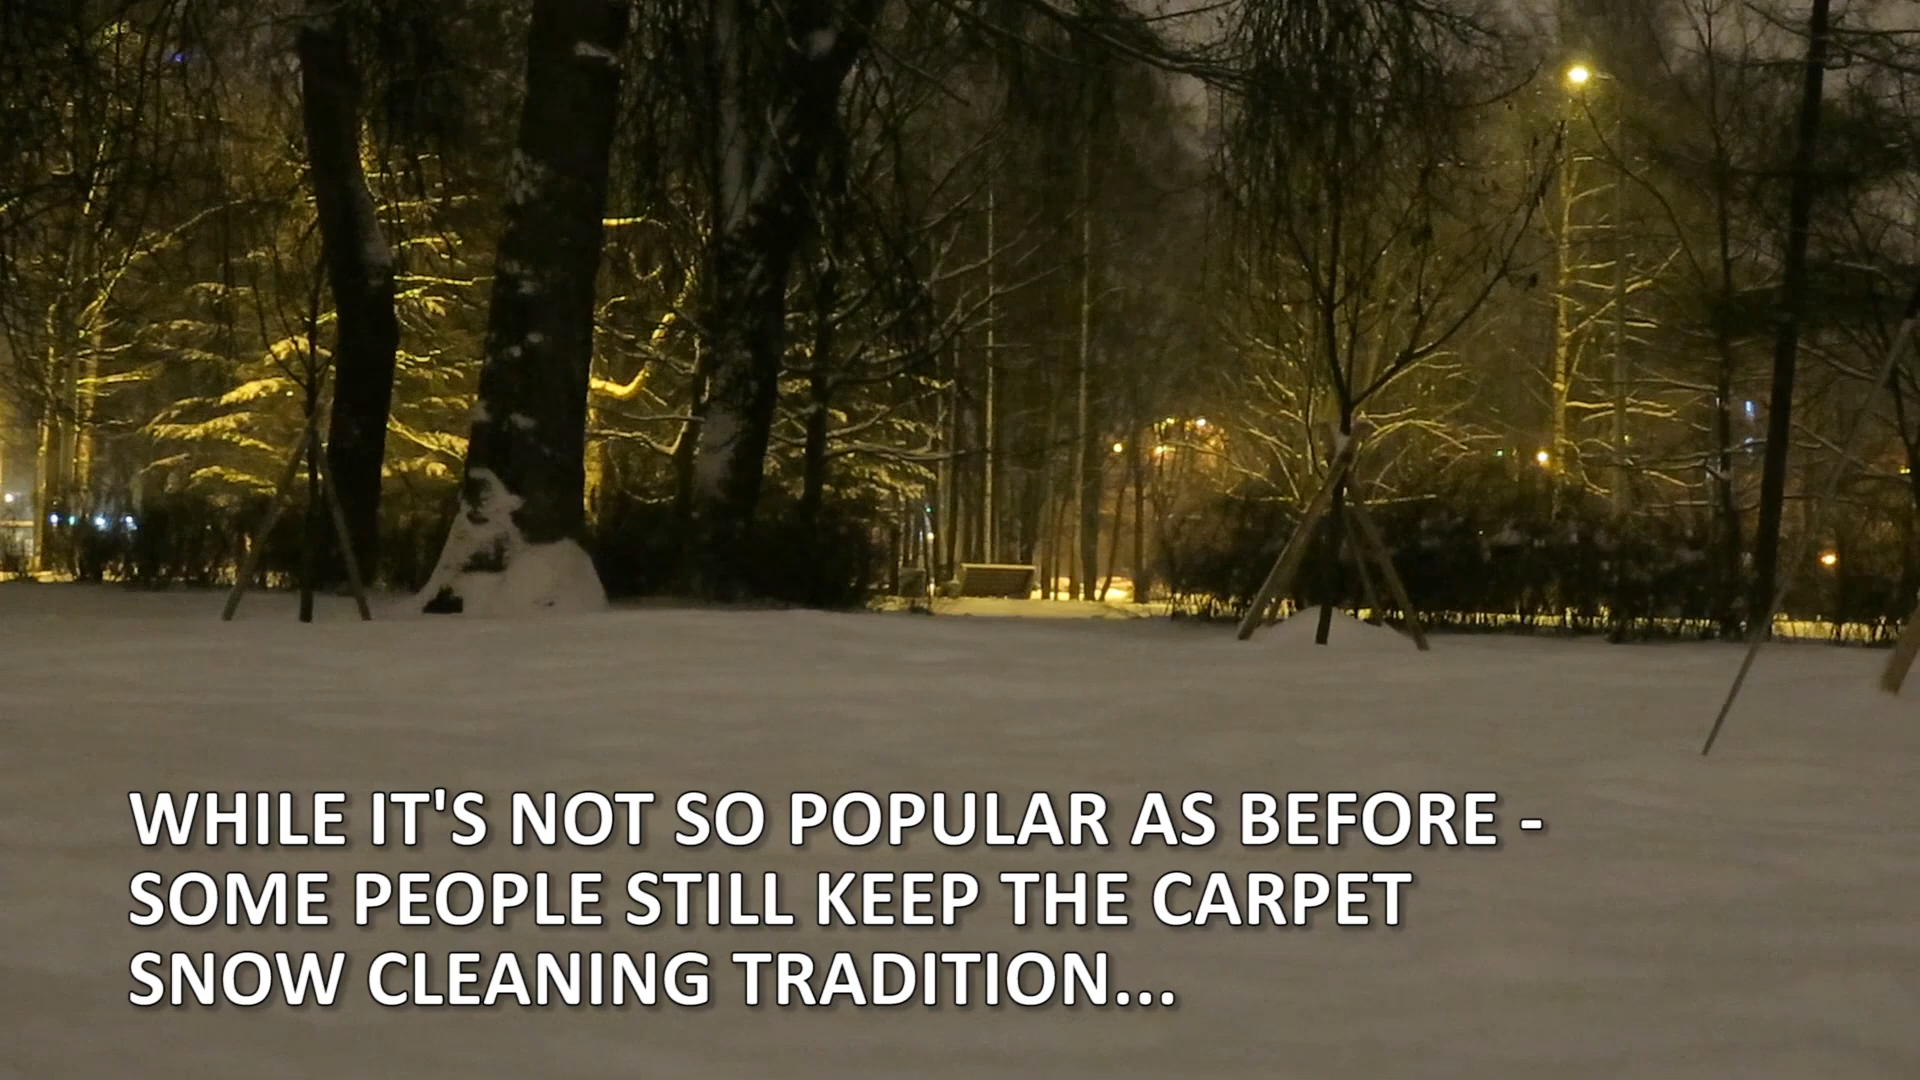 WHILE IT'S NOT SO POPULAR AS BEFORE -
SOME PEOPLE STILL KEEP THE CARPET
SNOW CLEANING TRADITION...